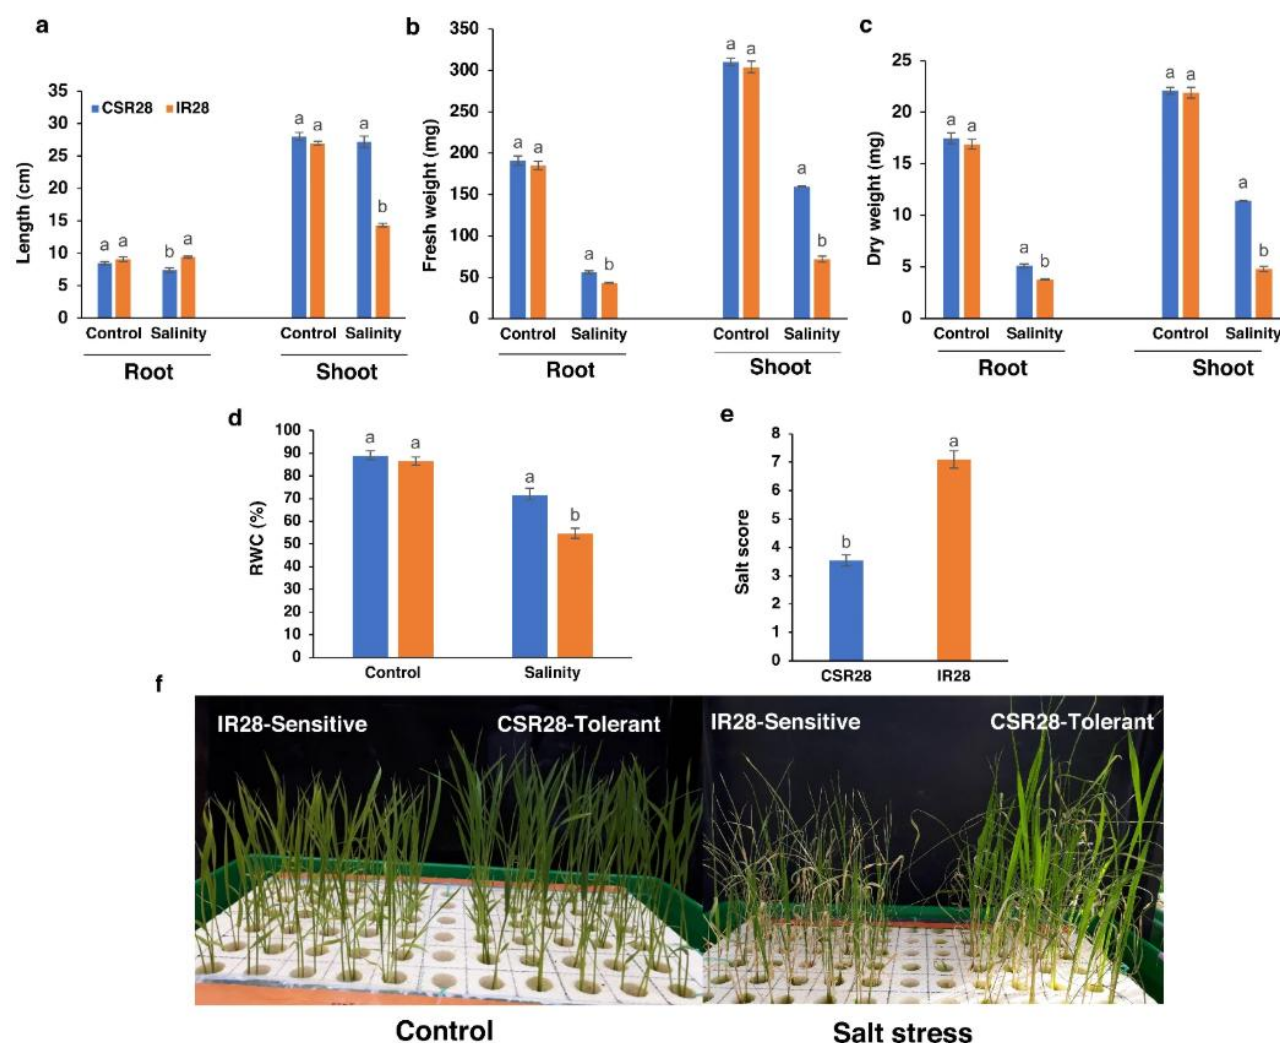 a
35
30
25
20
15
10
5
0
Length (cm)
CSR28 IR28
a a b a a a a b
Control Salinity Control Salinity
Root Shoot
b
350
300
250
200
150
100
50
0
Fresh weight (mg)
a a a b a a a b
Control Salinity Control Salinity
Root Shoot
c
25
20
15
10
5
0
Dry weight (mg)
a a a b a a a b
Control Salinity Control Salinity
Root Shoot
d
100
90
80
70
60
50
40
30
20
10
0
RWC (%)
a a a b
Control Salinity
e
8
7
6
5
4
3
2
1
0
Salt score
b a
CSR28 IR28
f
IR28-Sensitive CSR28-Tolerant IR28-Sensitive CSR28-Tolerant
Control Salt stress